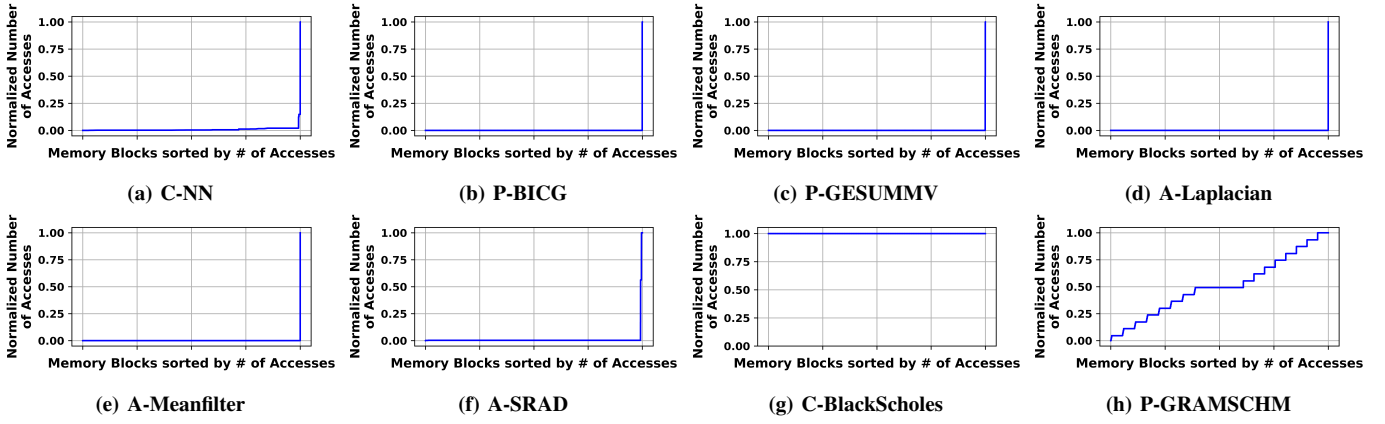 Normalized Number
of Accesses
1.00
0.75
0.50
0.25
0.00
Memory Blocks sorted by # of Accesses
(a) C-NN
Normalized Number
of Accesses
1.00
0.75
0.50
0.25
0.00
Memory Blocks sorted by # of Accesses
(b) P-BICG
Normalized Number
of Accesses
1.00
0.75
0.50
0.25
0.00
Memory Blocks sorted by # of Accesses
(c) P-GESUMMV
Normalized Number
of Accesses
1.00
0.75
0.50
0.25
0.00
Memory Blocks sorted by # of Accesses
(d) A-Laplacian
Normalized Number
of Accesses
1.00
0.75
0.50
0.25
0.00
Memory Blocks sorted by # of Accesses
(e) A-Meanfilter
Normalized Number
of Accesses
1.00
0.75
0.50
0.25
0.00
Memory Blocks sorted by # of Accesses
(f) A-SRAD
Normalized Number
of Accesses
1.00
0.75
0.50
0.25
0.00
Memory Blocks sorted by # of Accesses
(g) C-BlackScholes
Normalized Number
of Accesses
1.00
0.75
0.50
0.25
0.00
Memory Blocks sorted by # of Accesses
(h) P-GRAMSCHM